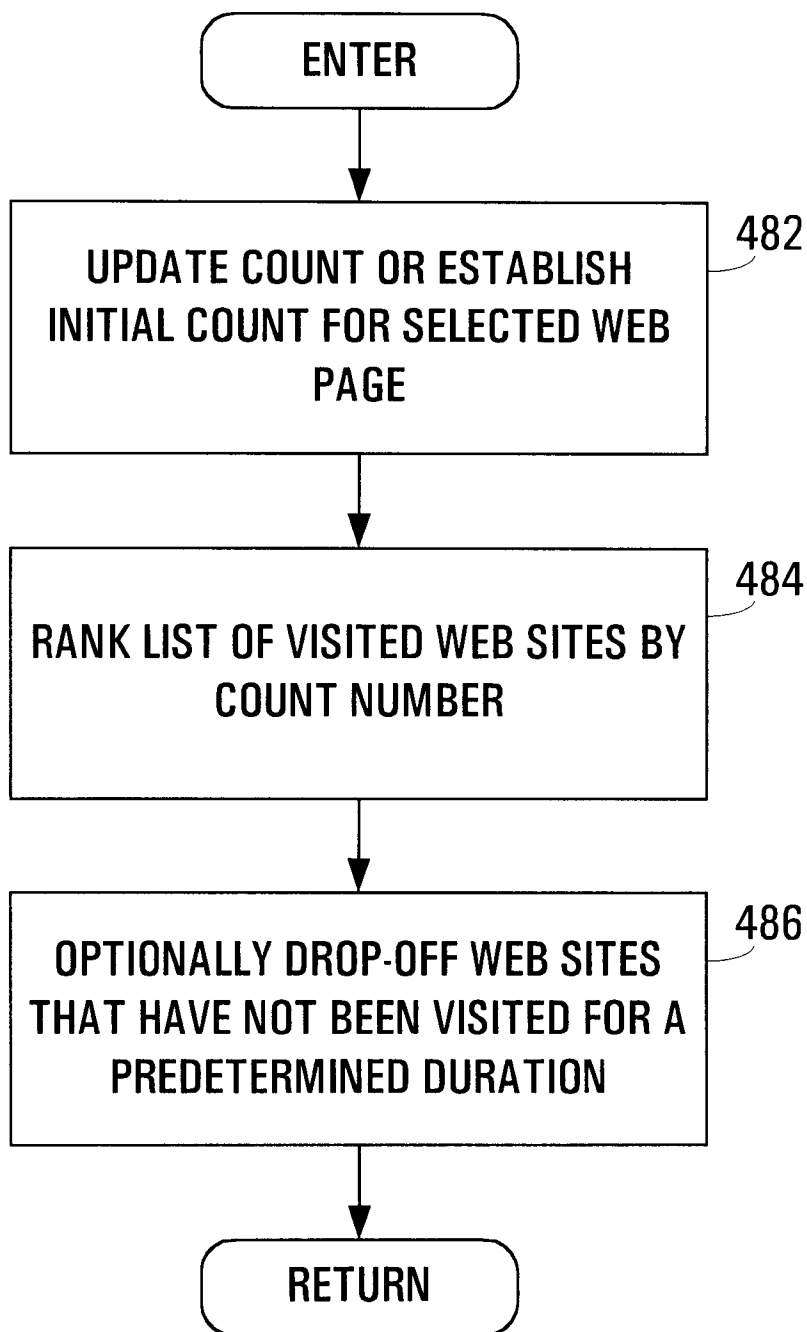 ENTER
482
UPDATE COUNT OR ESTABLISH
INITIAL COUNT FOR SELECTED WEB
PAGE
484
RANK LIST OF VISITED WEB SITES BY
COUNT NUMBER
486
OPTIONALLY DROP-OFF WEB SITES
THAT HAVE NOT BEEN VISITED FOR A
PREDETERMINED DURATION
RETURN